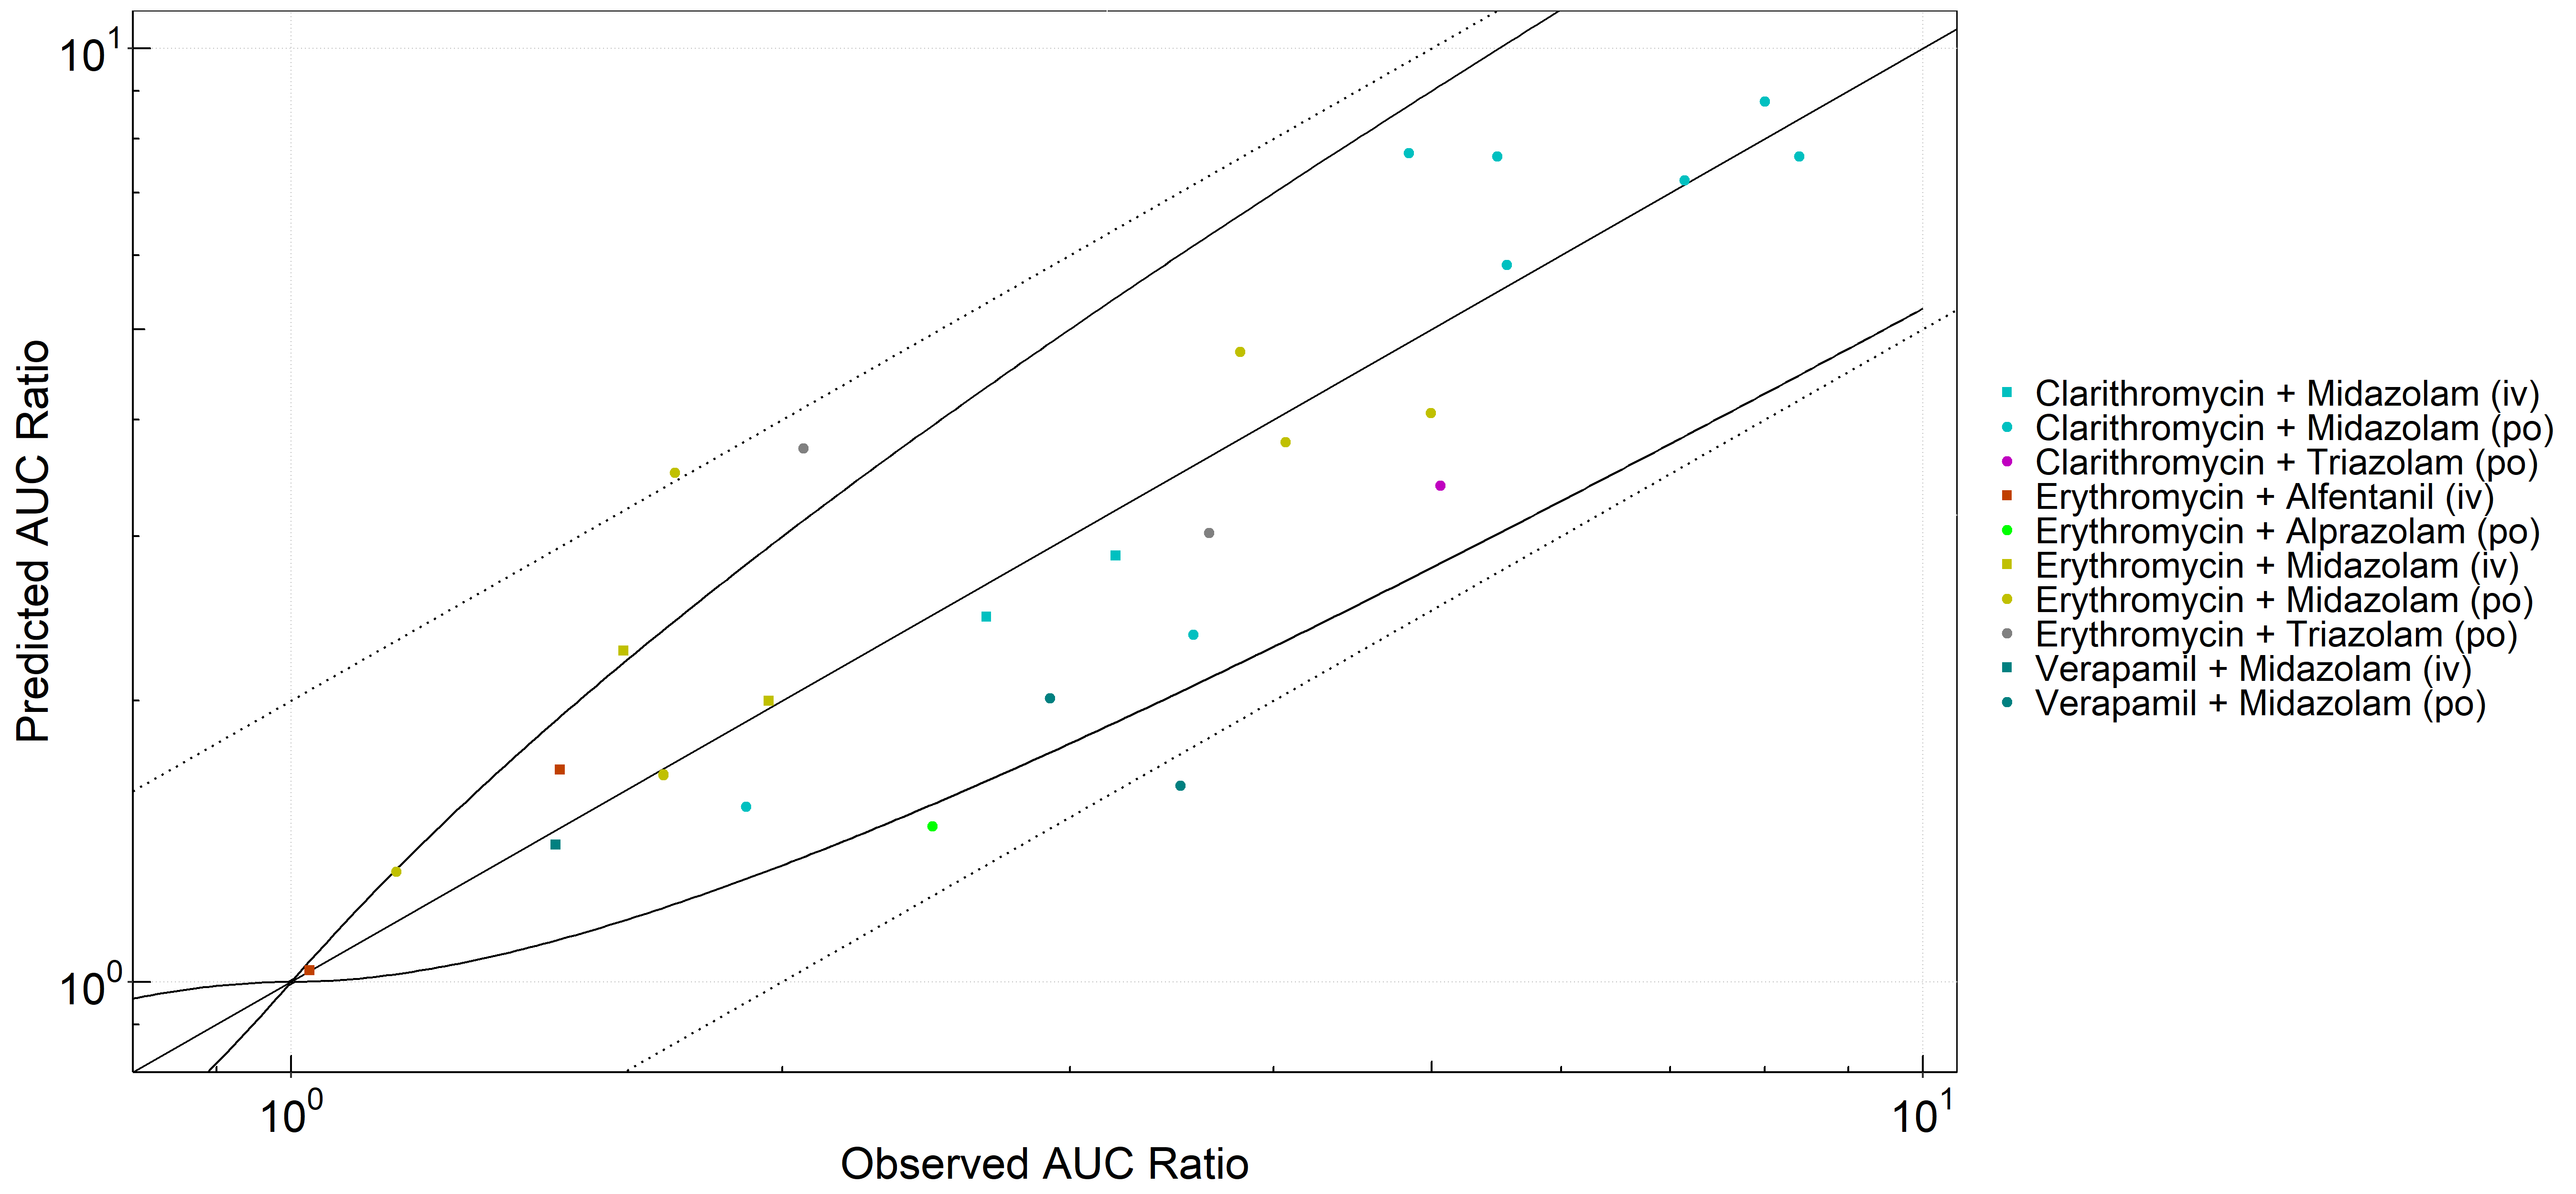 10^1
10^0
Predicted AUC Ratio
10^0
10^1
Observed AUC Ratio
Clarithromycin + Midazolam (iv)
Clarithromycin + Midazolam (po)
Clarithromycin + Triazolam (po)
Erythromycin + Alfentanil (iv)
Erythromycin + Alprazolam (po)
Erythromycin + Midazolam (iv)
Erythromycin + Midazolam (po)
Erythromycin + Triazolam (po)
Verapamil + Midazolam (iv)
Verapamil + Midazolam (po)